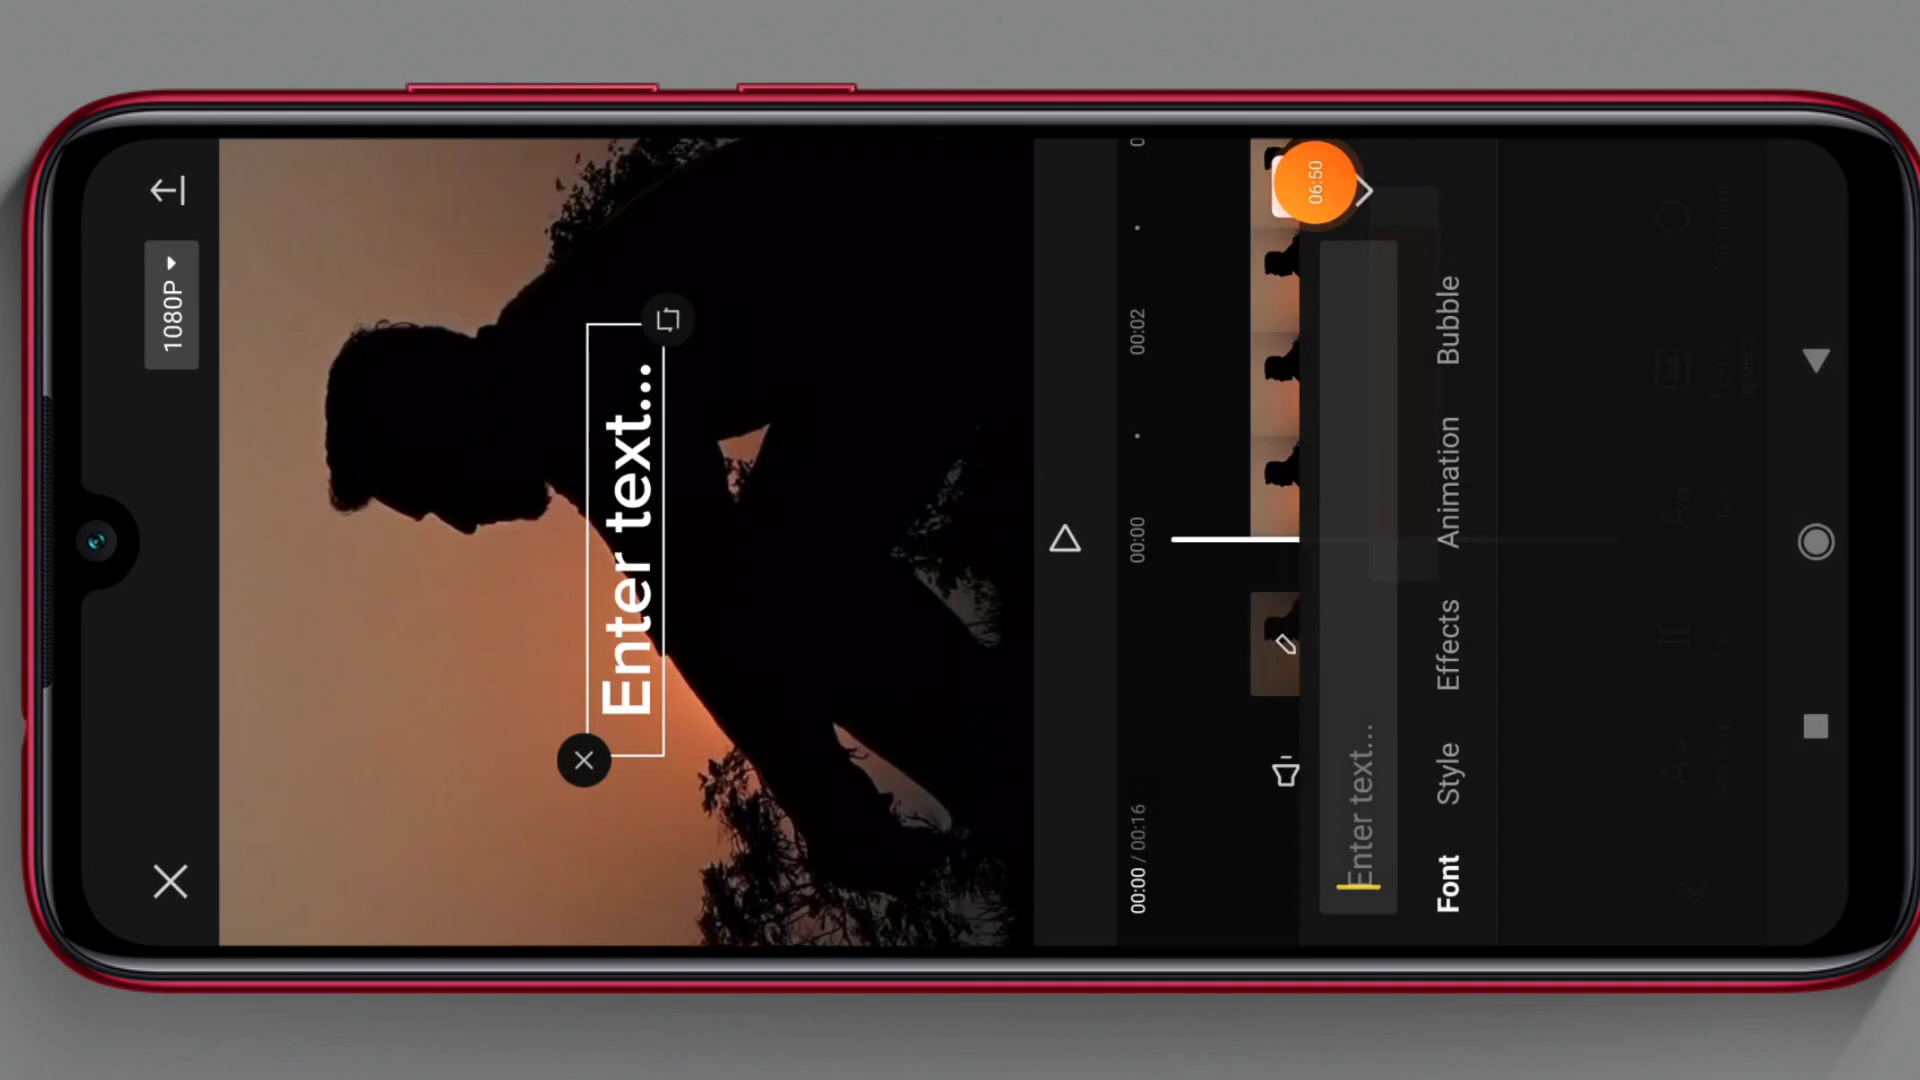 1080P
Enter text...
00:00 / 00:16
00:00
00:02
0
06:50
Enter text...
Font
Style
Effects
Animation
Bubble